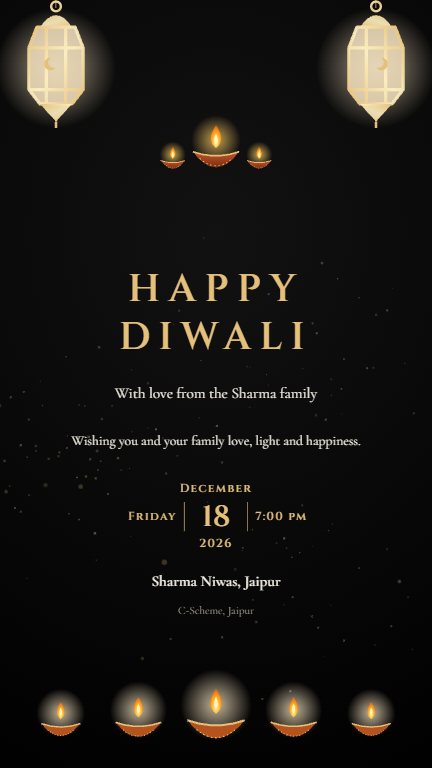 HAPPY
DIWALI
With love from the Sharma family
Wishing you and your family love, light and happiness.
December
Friday 18 7:00 pm
2026
Sharma Niwas, Jaipur
C-Scheme, Jaipur